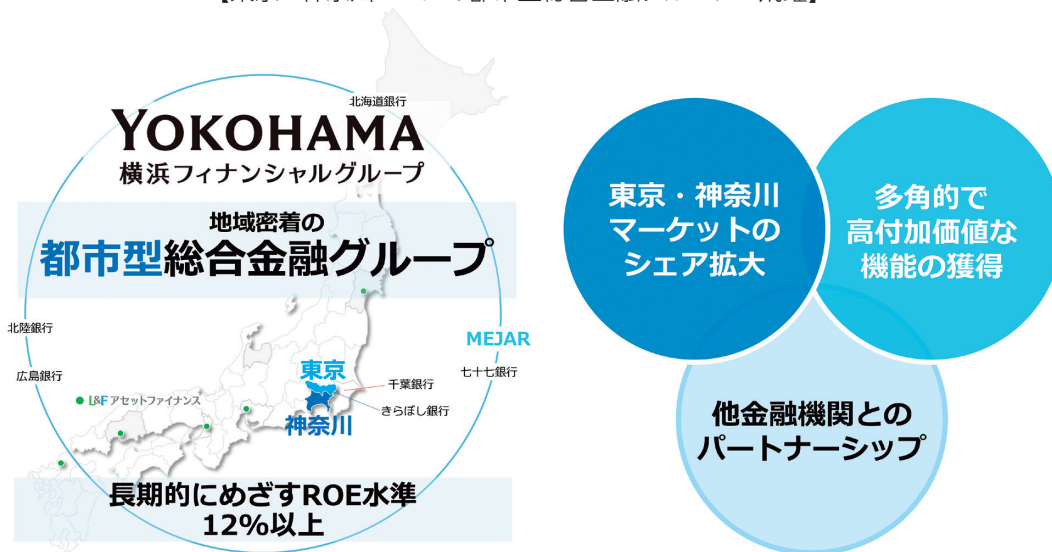 北海道銀行
YOKOHAMA
横浜フィナンシャルグループ
地域密着の
都市型総合金融グループ
北陸銀行
広島銀行
MEJAR
七十七銀行
東京
千葉銀行
きらぼし銀行
神奈川
L&Fアセットファイナンス
長期的にめざすROE水準
12%以上
東京・神奈川
マーケットの
シェア拡大
多角的で
高付加価値な
機能の獲得
他金融機関との
パートナーシップ